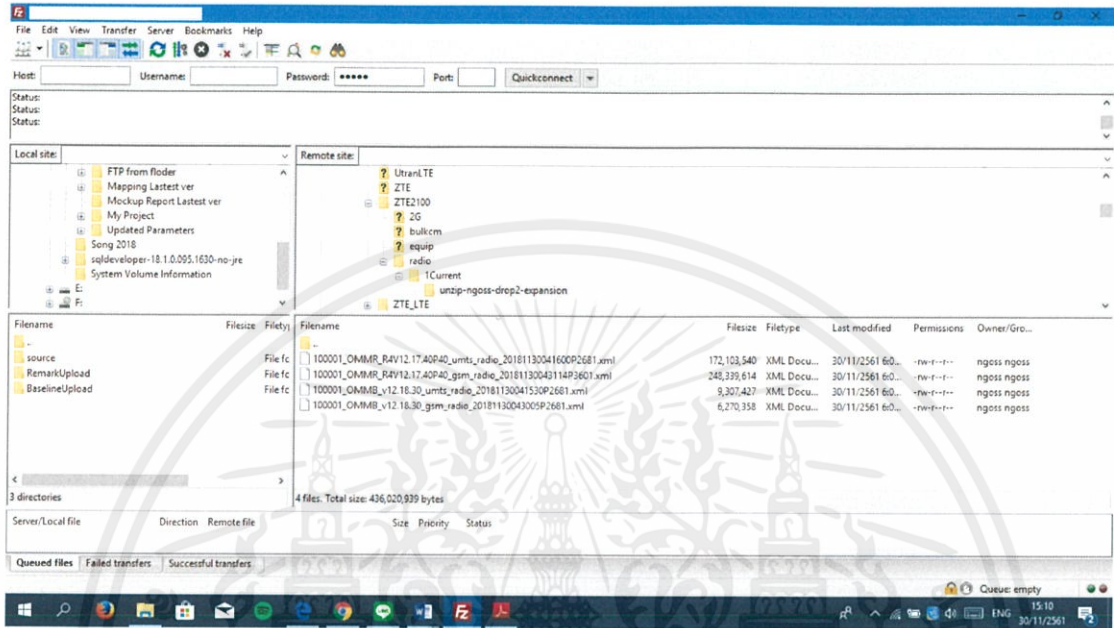 Fz
File Edit View Transfer Server Bookmarks Help
Host: Username: Password: ●●●●● Port: Quickconnect
Status:
Status:
Status:
Local site:
FTP from floder
Mapping Lastest ver
Mockup Report Lastest ver
My Project
Updated Parameters
Song 2018
sqldeveloper-18.1.0.095.1630-no-jre
System Volume Information
E:
F:
Remote site:
? UtranLTE
? ZTE
ZTE2100
? 2G
? bulkcm
? equip
radio
1Current
unzip-ngoss-drop2-expansion
ZTE_LTE
Filename Filesize Filety
..
source File fc
RemarkUpload File fc
BaselineUpload File fc
3 directories
Filename Filesize Filetype Last modified Permissions Owner/Gro...
..
100001_OMMR_R4V12.17.40P40_umts_radio_20181130041600P2681.xml 172,103,540 XML Docu... 30/11/2561 6:0... -rw-r--r-- ngoss ngoss
100001_OMMR_R4V12.17.40P40_gsm_radio_20181130043114P3601.xml 248,339,614 XML Docu... 30/11/2561 6:0... -rw-r--r-- ngoss ngoss
100001_OMMB_v12.18.30_umts_radio_20181130041530P2681.xml 9,307,427 XML Docu... 30/11/2561 6:0... -rw-r--r-- ngoss ngoss
100001_OMMB_v12.18.30_gsm_radio_20181130043005P2681.xml 6,270,358 XML Docu... 30/11/2561 6:0... -rw-r--r-- ngoss ngoss
4 files. Total size: 436,020,939 bytes
Server/Local file Direction Remote file Size Priority Status
Queued files Failed transfers Successful transfers
Queue: empty
ENG 15:10
30/11/2561